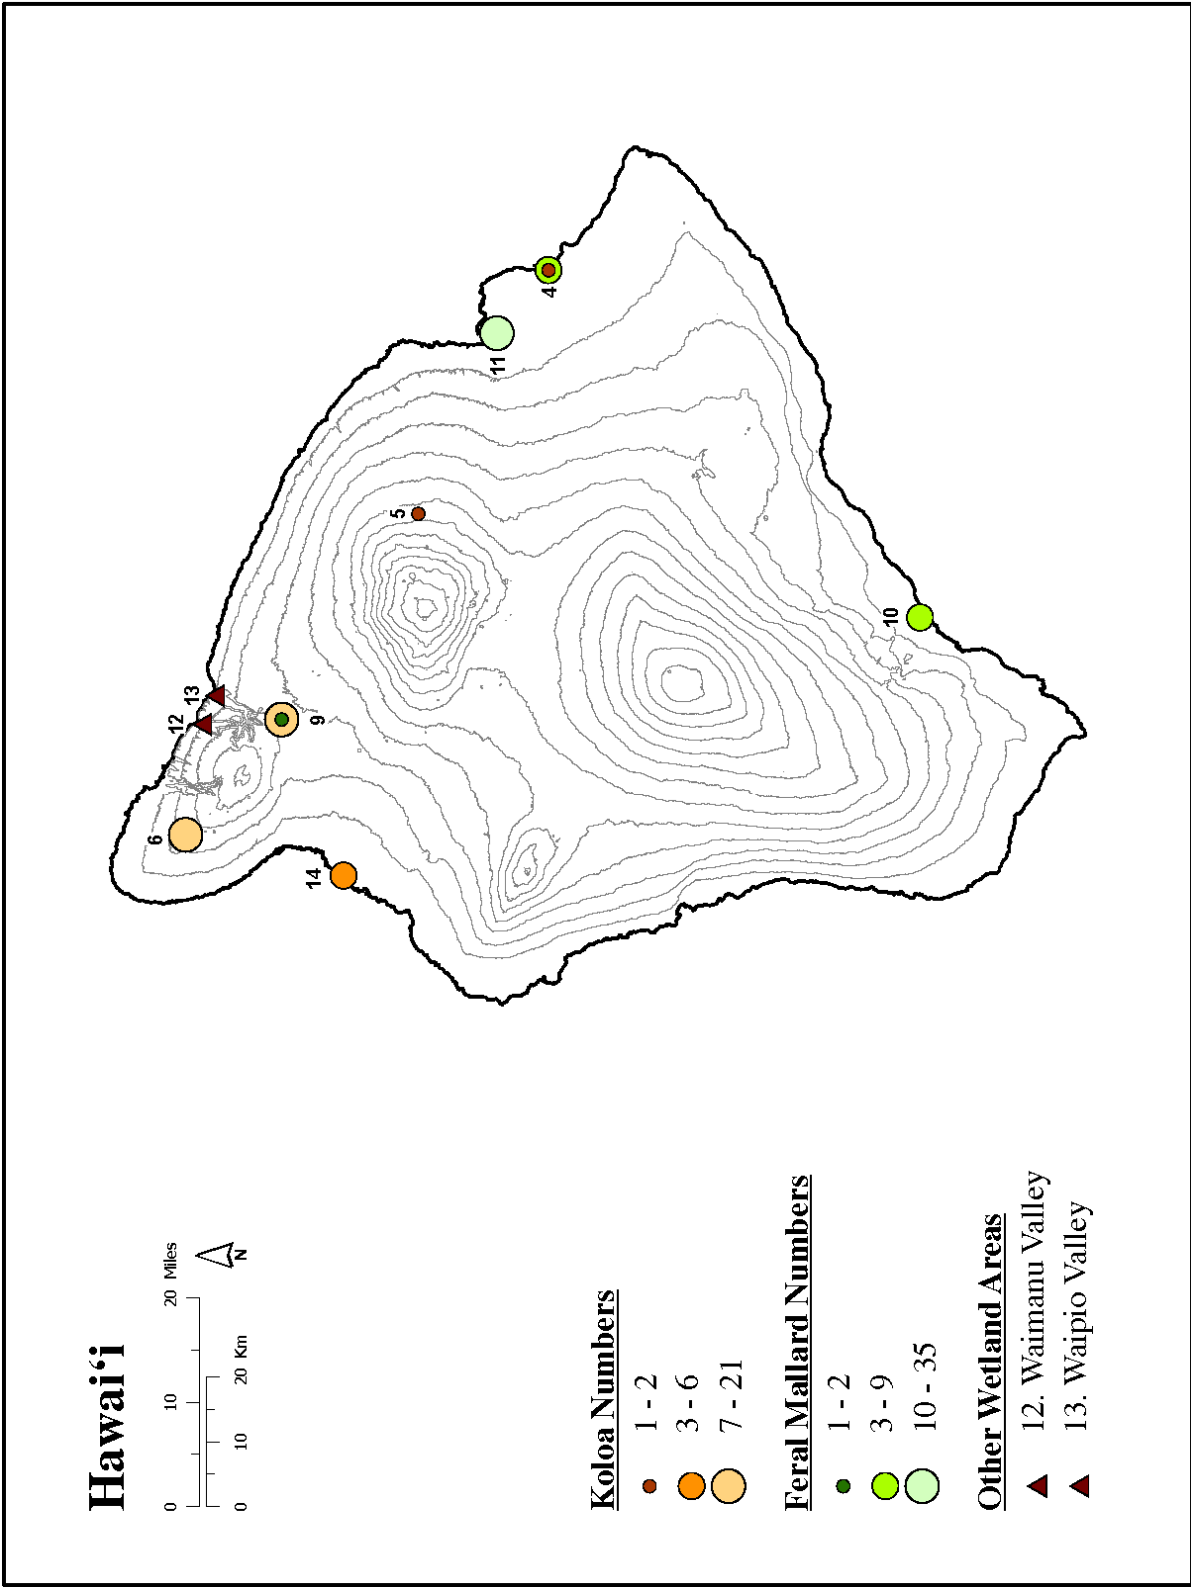 Hawaiʻi
0 10 20 Miles
0 10 20 Km
N
Koloa Numbers
1 - 2
3 - 6
7 - 21
Feral Mallard Numbers
1 - 2
3 - 9
10 - 35
Other Wetland Areas
12. Waimanu Valley
13. Waipio Valley
6
12
13
14
9
5
11
4
10